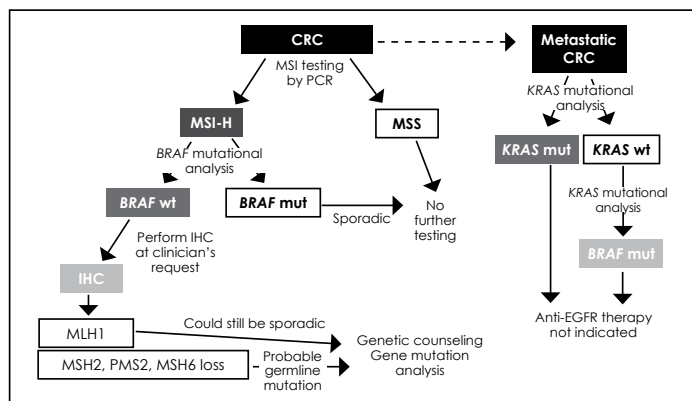 CRC
Metastatic
CRC
MSI testing
by PCR
KRAS mutational
analysis
MSI-H
MSS
KRAS mut
KRAS wt
BRAF mutational
analysis
BRAF wt
BRAF mut
Sporadic
No
further
testing
KRAS mutational
analysis
BRAF mut
Perform IHC
at clinician's
request
IHC
Anti-EGFR therapy
not indicated
MLH1
Could still be sporadic
Genetic counseling
Gene mutation
analysis
MSH2, PMS2, MSH6 loss
Probable
germline
mutation